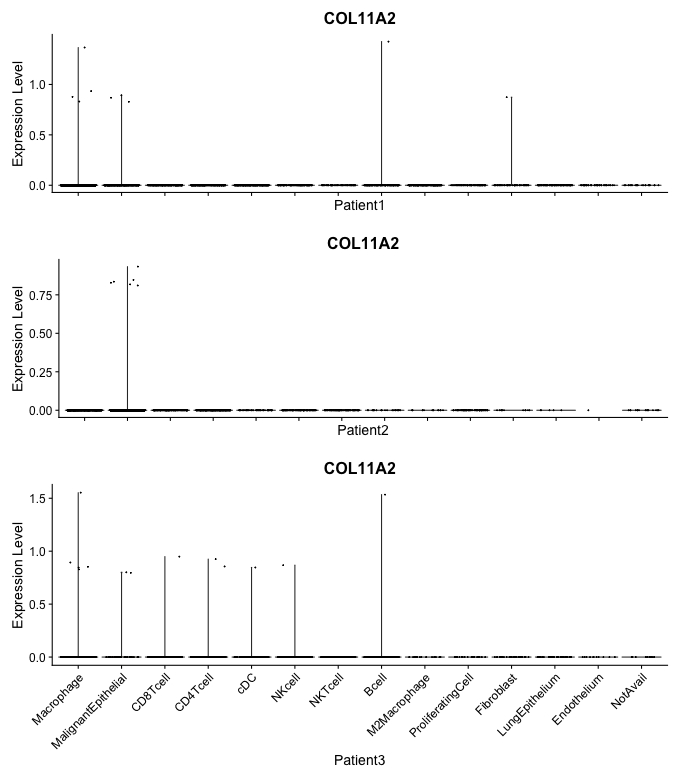 COL11A2
Expression Level
1.0
0.5
0.0
Patient1
COL11A2
Expression Level
0.75
0.50
0.25
0.00
Patient2
COL11A2
Expression Level
1.5
1.0
0.5
0.0
Macrophage
MalignantEpithelial
CD8Tcell
CD4Tcell
cDC
NKcell
NKTcell
Bcell
M2Macrophage
ProliferatingCell
Fibroblast
LungEpithelium
Endothelium
NotAvail
Patient3